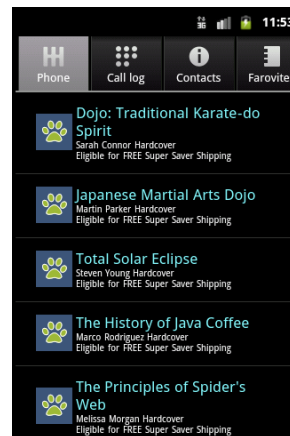 3G 11:53
Phone
Call log
Contacts
Farovite
Dojo: Traditional Karate-do
Spirit
Sarah Connor Hardcover
Eligible for FREE Super Saver Shipping
Japanese Martial Arts Dojo
Martin Parker Hardcover
Eligible for FREE Super Saver Shipping
Total Solar Eclipse
Steven Young Hardcover
Eligible for FREE Super Saver Shipping
The History of Java Coffee
Marco Rodriguez Hardcover
Eligible for FREE Super Saver Shipping
The Principles of Spider's
Web
Melissa Morgan Hardcover
Eligible for FREE Super Saver Shipping